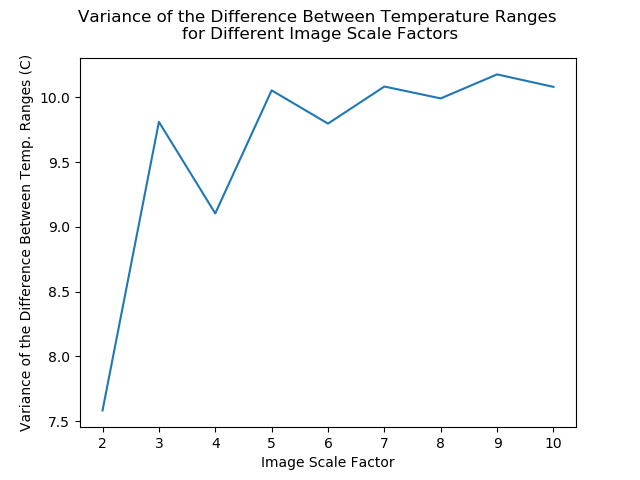 Variance of the Difference Between Temperature Ranges
for Different Image Scale Factors
Variance of the Difference Between Temp. Ranges (C)
10.0
9.5
9.0
8.5
8.0
7.5
2 3 4 5 6 7 8 9 10
Image Scale Factor